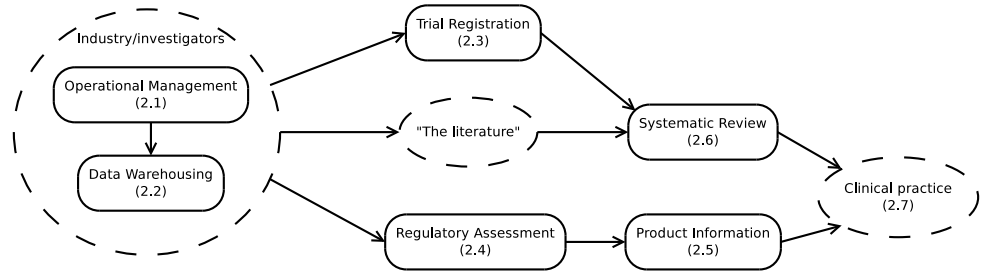 Industry/investigators
Operational Management
(2.1)
Data Warehousing
(2.2)
Trial Registration
(2.3)
"The literature"
Regulatory Assessment
(2.4)
Systematic Review
(2.6)
Product Information
(2.5)
Clinical practice
(2.7)